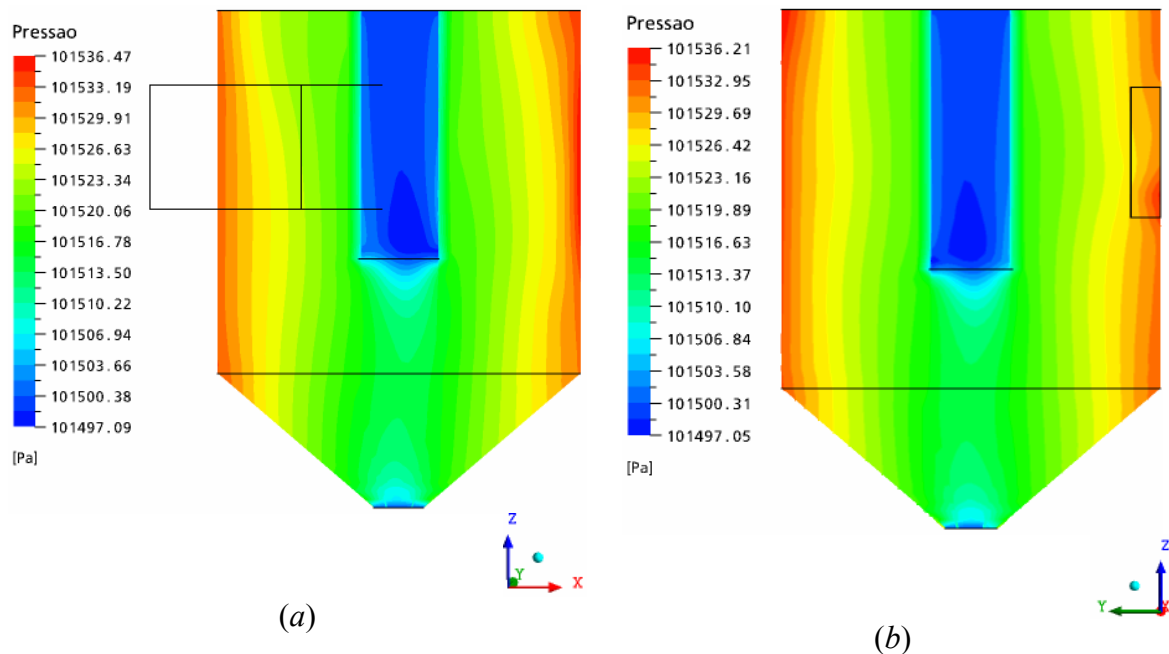 Pressao
101536.47
101533.19
101529.91
101526.63
101523.34
101520.06
101516.78
101513.50
101510.22
101506.94
101503.66
101500.38
101497.09
[Pa]
Z
Y
X
(a)
Pressao
101536.21
101532.95
101529.69
101526.42
101523.16
101519.89
101516.63
101513.37
101510.10
101506.84
101503.58
101500.31
101497.05
[Pa]
Z
Y
X
(b)